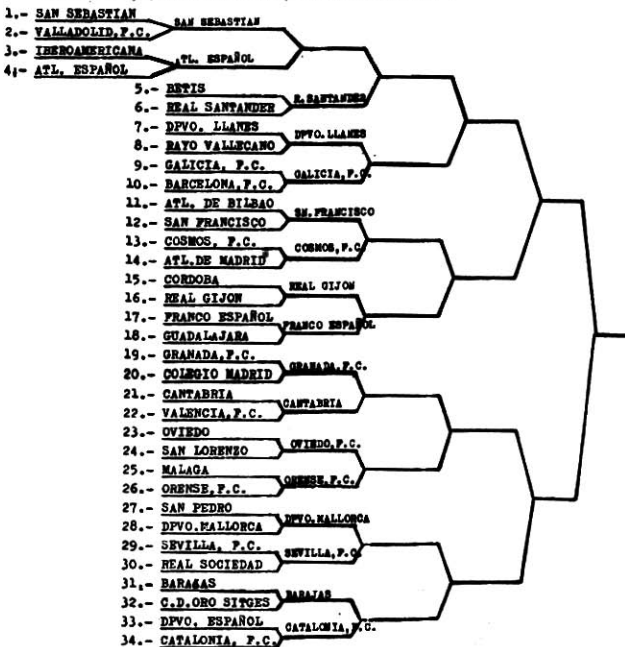 1.- SAN SEBASTIAN
SAN SEBASTIAN
2.- VALLADOLID,F.C.
3.- IBEROAMERICANA
ATL. ESPAÑOL
4;- ATL. ESPAÑOL
5.- BETIS
R.SANTANDER
6.- REAL SANTANDER
7.- DPVO. LLANES
DPVO.LLANES
8.- RAYO VALLECANO
9.- GALICIA, F.C.
GALICIA,F.C.
10.- BARCELONA,F.C.
11.- ATL. DE BILBAO
SN.FRANCISCO
12.- SAN FRANCISCO
13.- COSMOS, F.C.
COSMOS,F.C
14.- ATL.DE MADRID
15.- CORDOBA
REAL GIJON
16.- REAL GIJON
17.- FRANCO ESPAÑOL
FRANCO ESPAÑOL
18.- GUADALAJARA
19.- GRANADA,F.C.
GRANADA,F.C.
20.- COLEGIO MADRID
21.- CANTABRIA
CANTABRIA
22.- VALENCIA,F.C.
23.- OVIEDO
OVIEDO,F.C.
24.- SAN LORENZO
25.- MALAGA
ORENSE,F.C.
26.- ORENSE,F.C.
27.- SAN PEDRO
DPVO.MALLORCA
28.- DPVO.MALLORCA
29.- SEVILLA, F.C.
SEVILLA,F.C.
30.- REAL SOCIEDAD
31,- BARAJAS
BARAJAS
32.- C.D.ORO SITGES
33.- DPVO. ESPAÑOL
CATALONIA,F.C.
34.- CATALONIA, F.C.